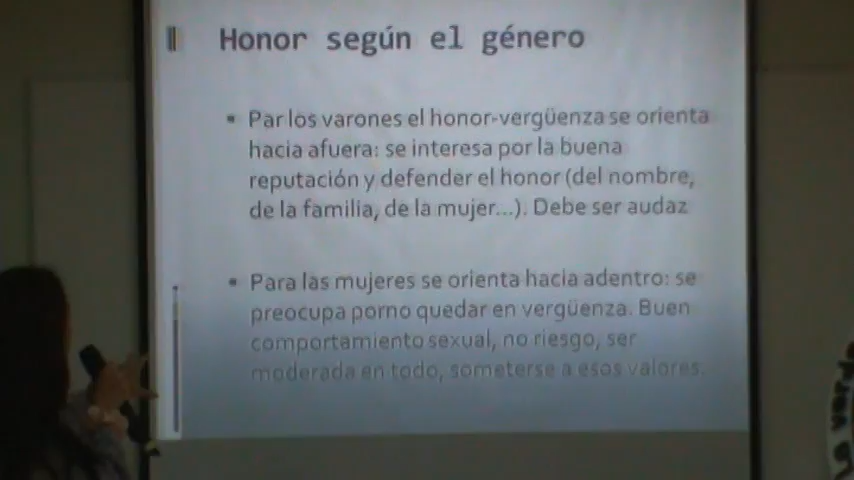 Honor según el género
Par los varones el honor-vergüenza se orienta
hacia afuera: se interesa por la buena
reputación y defender el honor (del nombre,
de la familia, de la mujer...). Debe ser audaz
Para las mujeres se orienta hacia adentro: se
preocupa porno quedar en vergüenza. Buen
comportamiento sexual, no riesgo, ser
moderada en todo, someterse a esos valores.